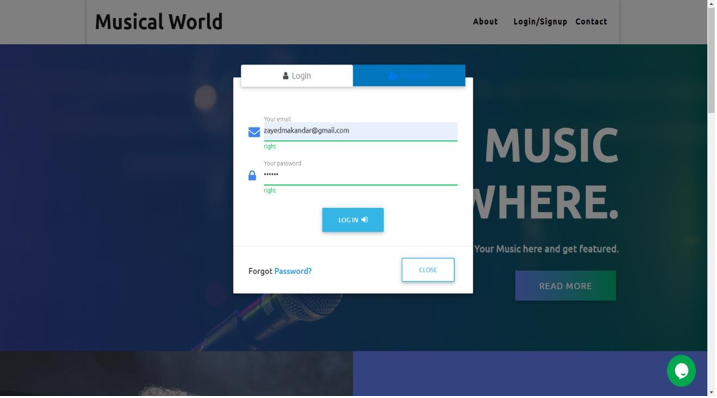 Musical World
About Login/Signup Contact
Login
Your email
zayedmakandar@gmail.com
right
Your password
••••••
right
LOG IN
Forgot Password?
CLOSE
MUSIC
WHERE.
Your Music here and get featured.
READ MORE